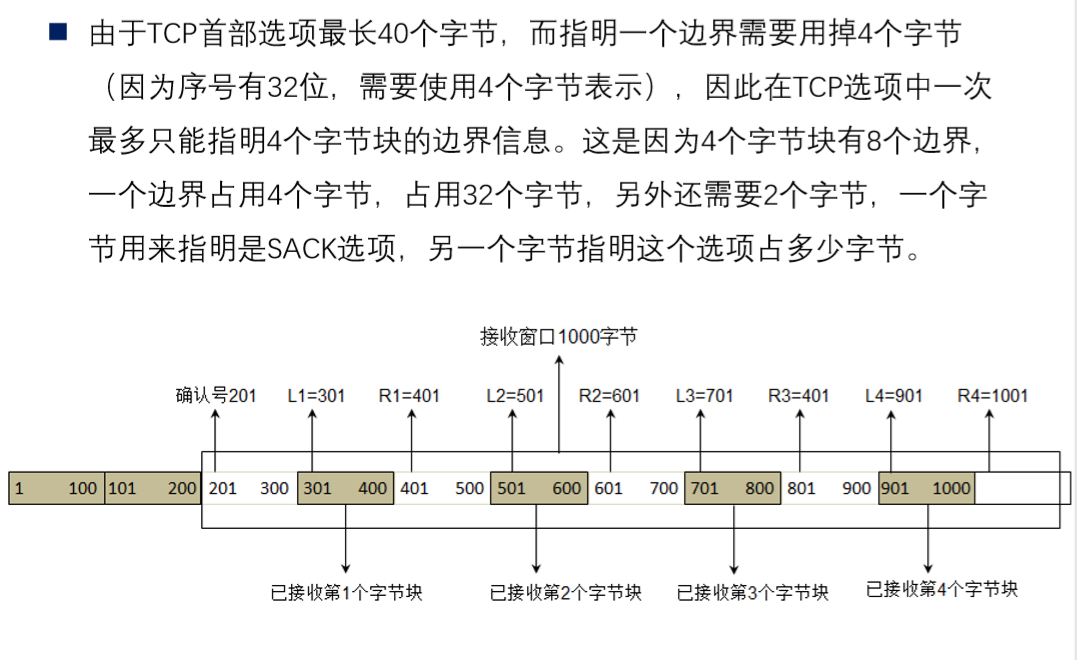 由于TCP首部选项最长40个字节，而指明一个边界需要用掉4个字节
（因为序号有32位，需要使用4个字节表示），因此在TCP选项中一次
最多只能指明4个字节块的边界信息。这是因为4个字节块有8个边界，
一个边界占用4个字节，占用32个字节，另外还需要2个字节，一个字
节用来指明是SACK选项，另一个字节指明这个选项占多少字节。
接收窗口1000字节
确认号201 L1=301 R1=401 L2=501 R2=601 L3=701 R3=401 L4=901 R4=1001
1 100 101 200 201 300 301 400 401 500 501 600 601 700 701 800 801 900 901 1000
已接收第1个字节块 已接收第2个字节块 已接收第3个字节块 已接收第4个字节块